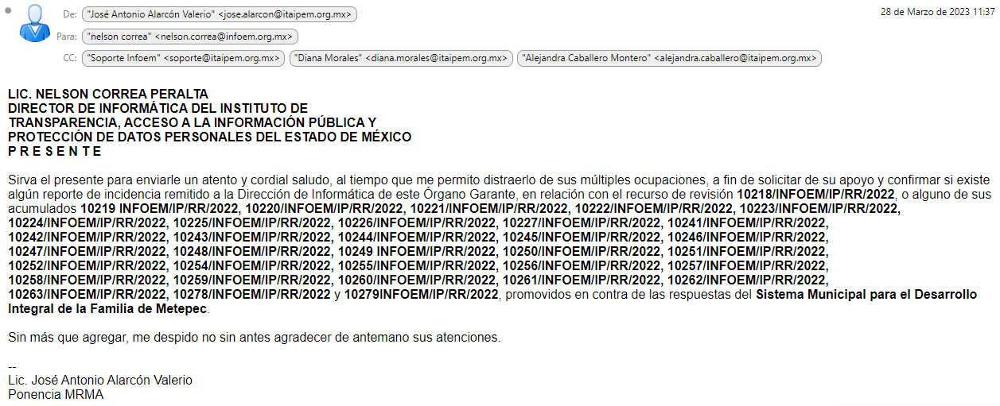 De: "José Antonio Alarcón Valerio" <jose.alarcon@itaipem.org.mx>
28 de Marzo de 2023 11:37
Para: "nelson correa" <nelson.correa@infoem.org.mx>
CC: "Soporte Infoem" <soporte@itaipem.org.mx> "Diana Morales" <diana.morales@itaipem.org.mx> "Alejandra Caballero Montero" <alejandra.caballero@itaipem.org.mx>
LIC. NELSON CORREA PERALTA
DIRECTOR DE INFORMÁTICA DEL INSTITUTO DE
TRANSPARENCIA, ACCESO A LA INFORMACIÓN PÚBLICA Y
PROTECCIÓN DE DATOS PERSONALES DEL ESTADO DE MÉXICO
P R E S E N T E
Sirva el presente para enviarle un atento y cordial saludo, al tiempo que me permito distraerlo de sus múltiples ocupaciones, a fin de solicitar de su apoyo y confirmar si existe
algún reporte de incidencia remitido a la Dirección de Informática de este Órgano Garante, en relación con el recurso de revisión 10218/INFOEM/IP/RR/2022, o alguno de sus
acumulados 10219 INFOEM/IP/RR/2022, 10220/INFOEM/IP/RR/2022, 10221/INFOEM/IP/RR/2022, 10222/INFOEM/IP/RR/2022, 10223/INFOEM/IP/RR/2022,
10224/INFOEM/IP/RR/2022, 10225/INFOEM/IP/RR/2022, 10226/INFOEM/IP/RR/2022, 10227/INFOEM/IP/RR/2022, 10241/INFOEM/IP/RR/2022,
10242/INFOEM/IP/RR/2022, 10243/INFOEM/IP/RR/2022, 10244/INFOEM/IP/RR/2022, 10245/INFOEM/IP/RR/2022, 10246/INFOEM/IP/RR/2022,
10247/INFOEM/IP/RR/2022, 10248/INFOEM/IP/RR/2022, 10249 INFOEM/IP/RR/2022, 10250/INFOEM/IP/RR/2022, 10251/INFOEM/IP/RR/2022,
10252/INFOEM/IP/RR/2022, 10254/INFOEM/IP/RR/2022, 10255/INFOEM/IP/RR/2022, 10256/INFOEM/IP/RR/2022, 10257/INFOEM/IP/RR/2022,
10258/INFOEM/IP/RR/2022, 10259/INFOEM/IP/RR/2022, 10260/INFOEM/IP/RR/2022, 10261/INFOEM/IP/RR/2022, 10262/INFOEM/IP/RR/2022,
10263/INFOEM/IP/RR/2022, 10278/INFOEM/IP/RR/2022 y 10279INFOEM/IP/RR/2022, promovidos en contra de las respuestas del Sistema Municipal para el Desarrollo
Integral de la Familia de Metepec.
Sin más que agregar, me despido no sin antes agradecer de antemano sus atenciones.
--
Lic. José Antonio Alarcón Valerio
Ponencia MRMA